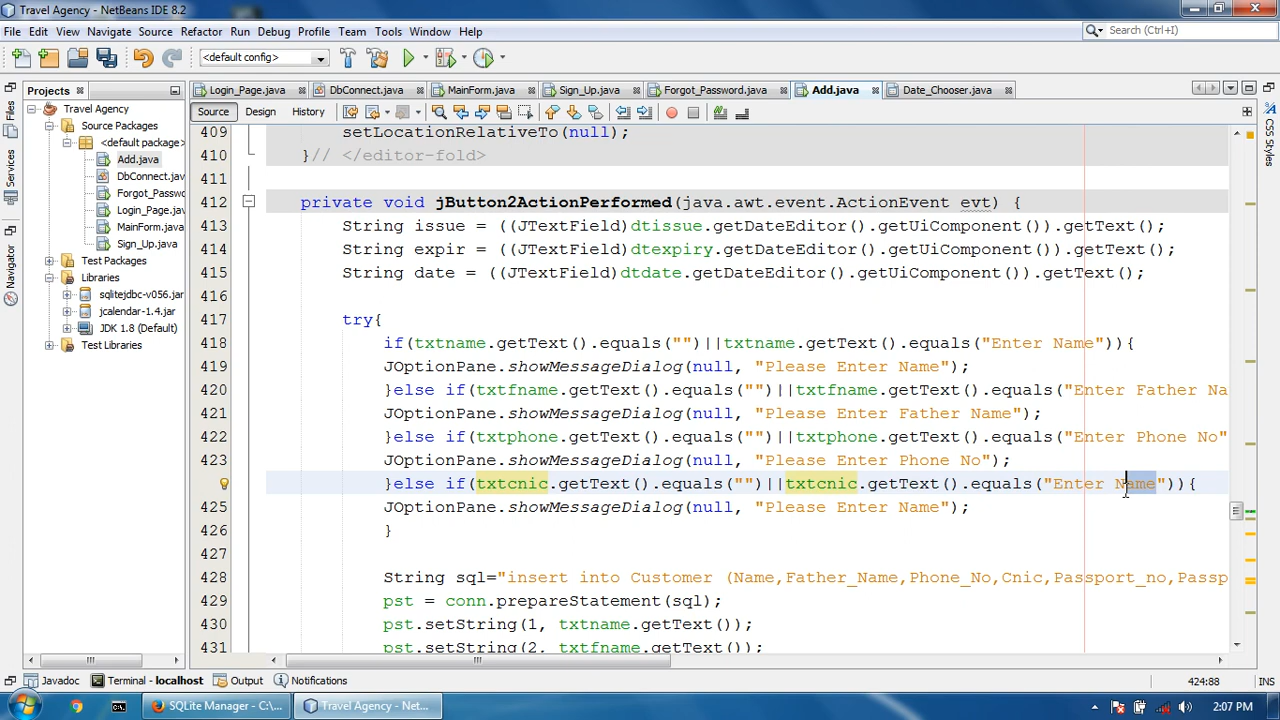 Travel Agency - NetBeans IDE 8.2
File Edit View Navigate Source Refactor Run Debug Profile Team Tools Window Help
Search (Ctrl+I)
<default config>
Projects
Login_Page.java DbConnect.java MainForm.java Sign_Up.java Forgot_Password.java Add.java Date_Chooser.java
Source Design History
Files
Services
Navigator
CSS Styles
Travel Agency
Source Packages
<default package>
Add.java
DbConnect.java
Forgot_Passwo
Login_Page.java
MainForm.java
Sign_Up.java
Test Packages
Libraries
sqlitejdbc-v056.jar
jcalendar-1.4.jar
JDK 1.8 (Default)
Test Libraries
409 setLocationRelativeTo(null);
410 }// </editor-fold>
411
412 private void jButton2ActionPerformed(java.awt.event.ActionEvent evt) {
413 String issue = ((JTextField)dtissue.getDateEditor().getUiComponent()).getText();
414 String expir = ((JTextField)dtexpiry.getDateEditor().getUiComponent()).getText();
415 String date = ((JTextField)dtdate.getDateEditor().getUiComponent()).getText();
416
417 try{
418 if(txtname.getText().equals("")||txtname.getText().equals("Enter Name")){
419 JOptionPane.showMessageDialog(null, "Please Enter Name");
420 }else if(txtfname.getText().equals("")||txtfname.getText().equals("Enter Father Na
421 JOptionPane.showMessageDialog(null, "Please Enter Father Name");
422 }else if(txtphone.getText().equals("")||txtphone.getText().equals("Enter Phone No"
423 JOptionPane.showMessageDialog(null, "Please Enter Phone No");
}else if(txtcnic.getText().equals("")||txtcnic.getText().equals("Enter Name")){
425 JOptionPane.showMessageDialog(null, "Please Enter Name");
426 }
427
428 String sql="insert into Customer (Name,Father_Name,Phone_No,Cnic,Passport_no,Passp
429 pst = conn.prepareStatement(sql);
430 pst.setString(1, txtname.getText());
431 pst.setString(2, txtfname.getText());
Javadoc Terminal - localhost Output Notifications
424:88 INS
SQLite Manager - C:\... Travel Agency - Net... 2:07 PM